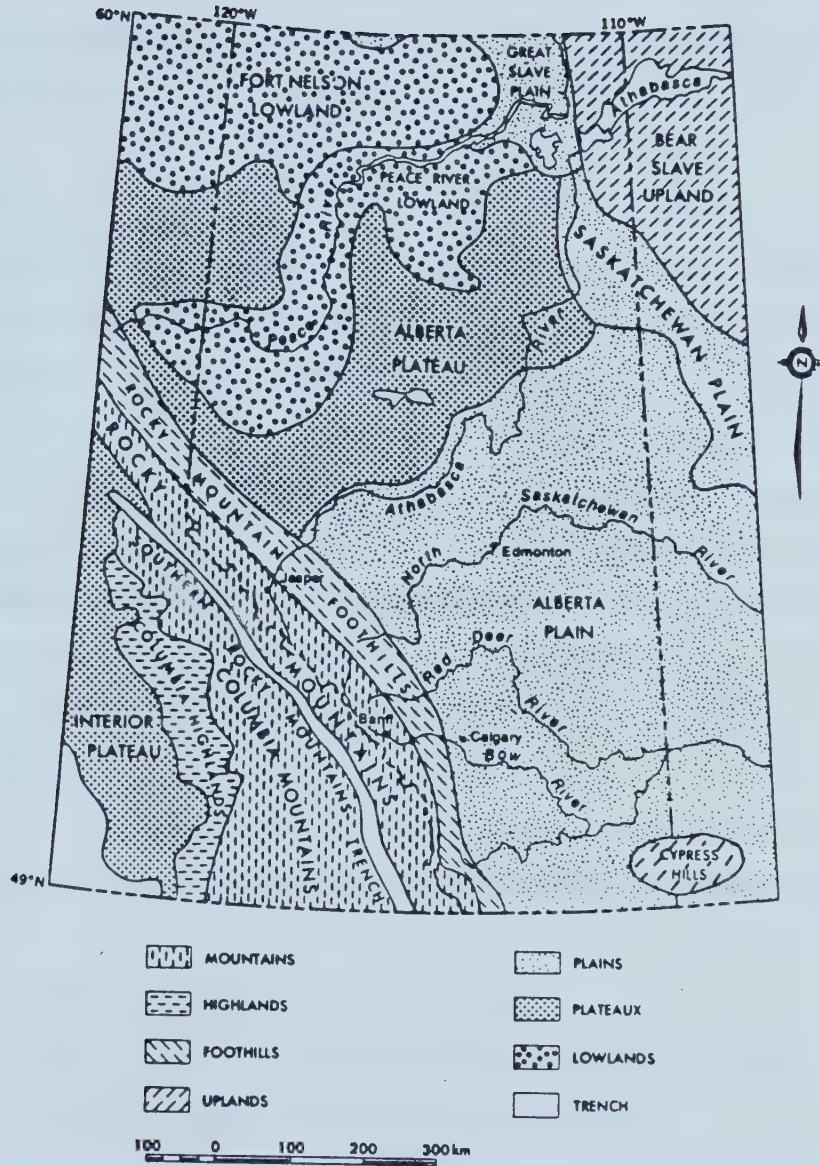 60°N
120°W
110°W
GREAT
SLAVE
PLAIN
FORT NELSON
LOWLAND
Athabasca
BEAR
SLAVE
UPLAND
PEACE RIVER
LOWLAND
River
Peace
SASKATCHEWAN PLAIN
ALBERTA
PLATEAU
River
Athabasca
N
ROCKY MOUNTAIN FOOTHILLS
ROCKY MOUNTAINS
North Saskatchewan River
Edmonton
Jasper
ALBERTA
PLAIN
SOUTHERN ROCKY MOUNTAINS TRENCH
COLUMBIA HIGHLANDS
COLUMBIA MOUNTAINS
Red Deer River
INTERIOR
PLATEAU
Banff
Calgary
Bow River
CYPRESS
HILLS
49°N
MOUNTAINS
PLAINS
HIGHLANDS
PLATEAUX
FOOTHILLS
LOWLANDS
UPLANDS
TRENCH
100 0 100 200 300 km